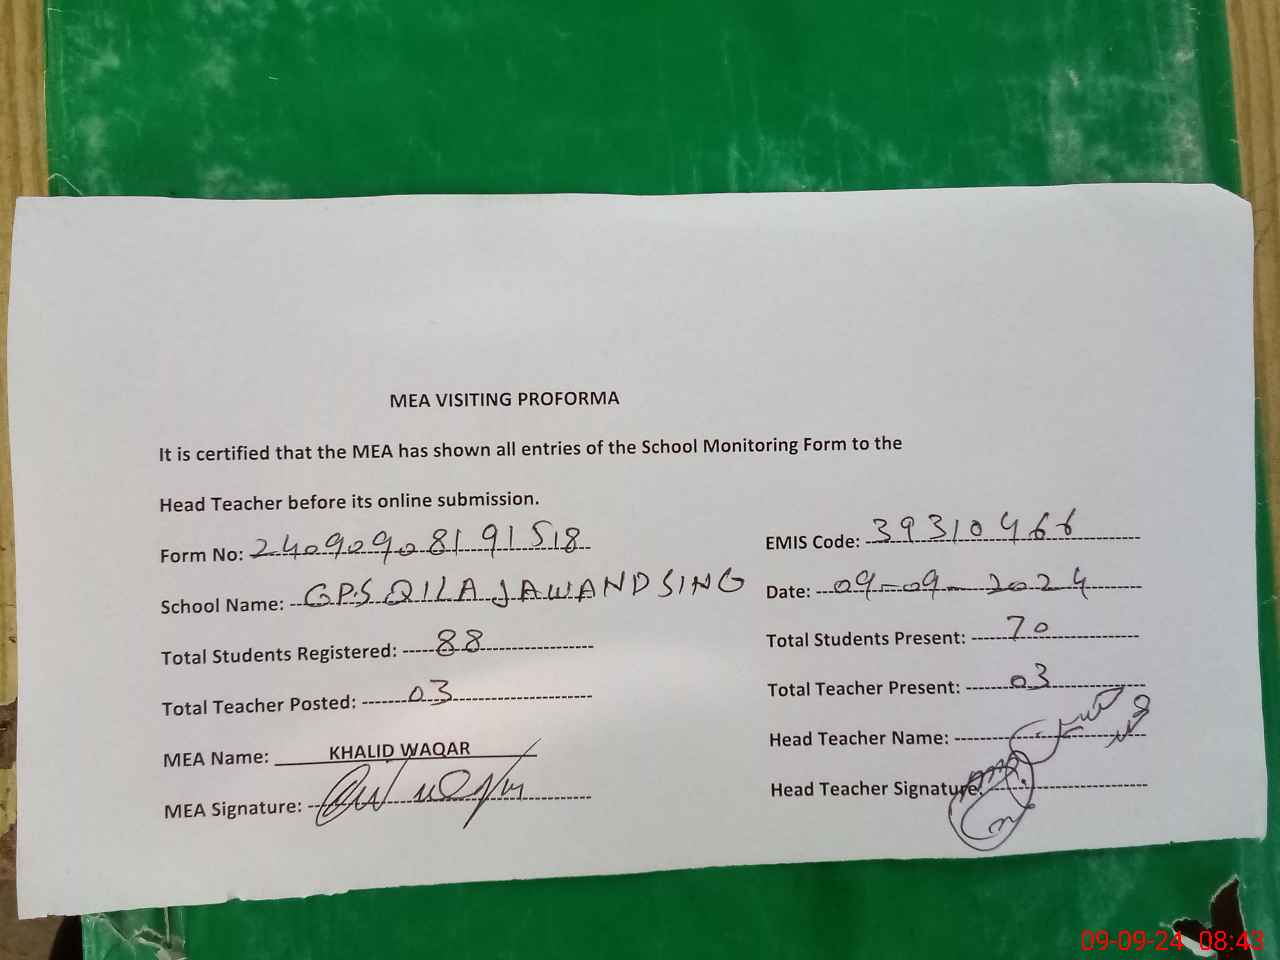 MEA VISITING PROFORMA
It is certified that the MEA has shown all entries of the School Monitoring Form to the
Head Teacher before its online submission.
Form No: 24090908191518 EMIS Code: 39310466
School Name: GPS QILA JAWAND SING Date: 09-09-2024
Total Students Registered: 88 Total Students Present: 70
Total Teacher Posted: 03 Total Teacher Present: 03
MEA Name: KHALID WAQAR Head Teacher Name:
MEA Signature: Head Teacher Signature:
09-09-24 08:43